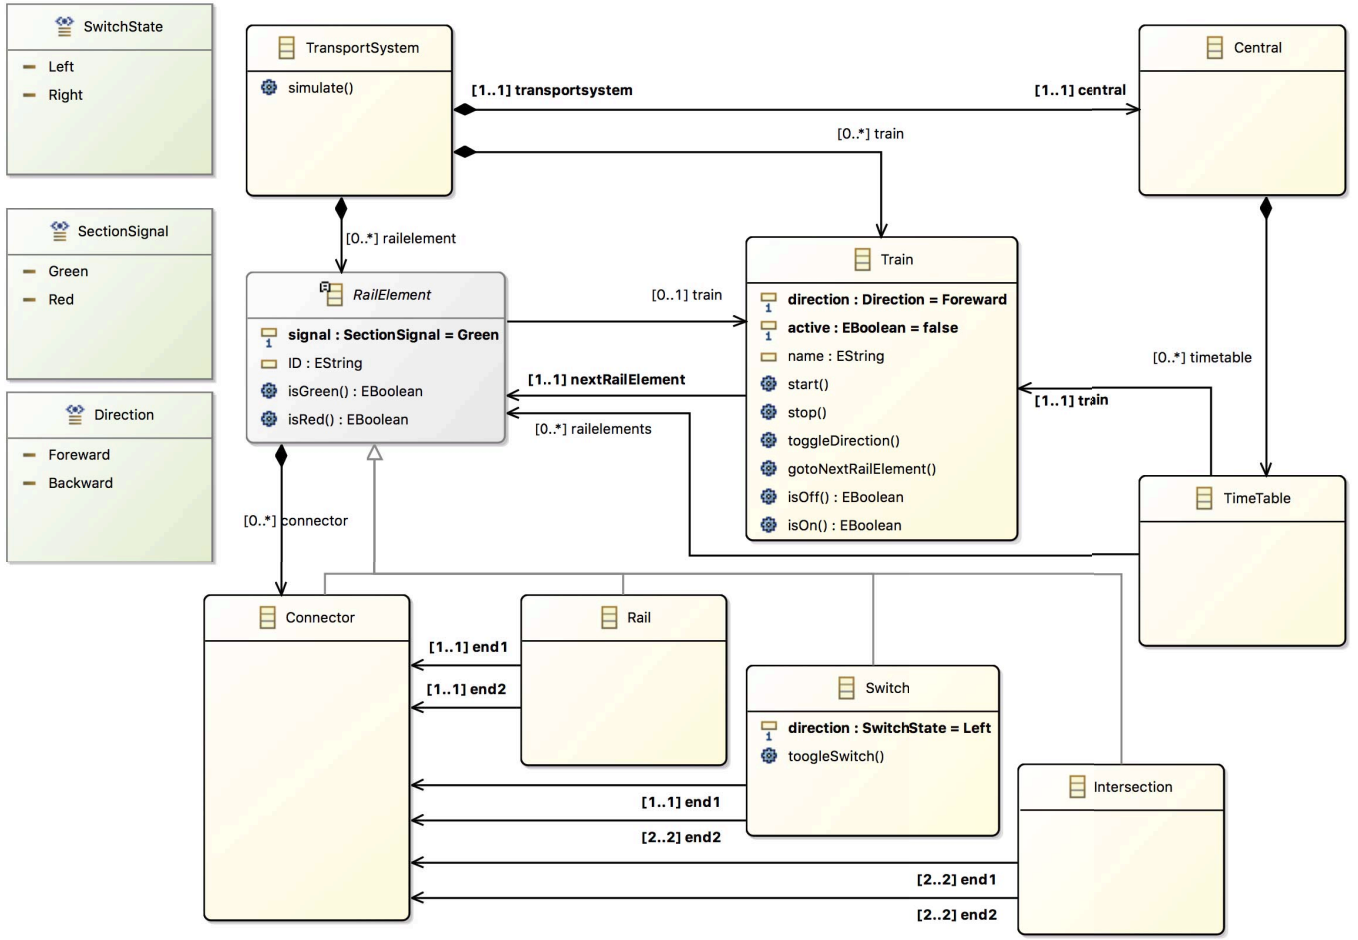 SwitchState
Left
Right
SectionSignal
Green
Red
Direction
Foreward
Backward
TransportSystem
simulate()
[1..1] transportsystem
[1..1] central
Central
[0..*] train
[0..*] railelement
RailElement
signal : SectionSignal = Green
ID : EString
isGreen() : EBoolean
isRed() : EBoolean
[0..1] train
[1..1] nextRailElement
[0..*] railelements
Train
direction : Direction = Foreward
active : EBoolean = false
name : EString
start()
stop()
toggleDirection()
gotoNextRailElement()
isOff() : EBoolean
isOn() : EBoolean
[0..*] timetable
[1..1] train
TimeTable
[0..*] connector
Connector
[1..1] end1
[1..1] end2
Rail
Switch
direction : SwitchState = Left
toogleSwitch()
[1..1] end1
[2..2] end2
Intersection
[2..2] end1
[2..2] end2